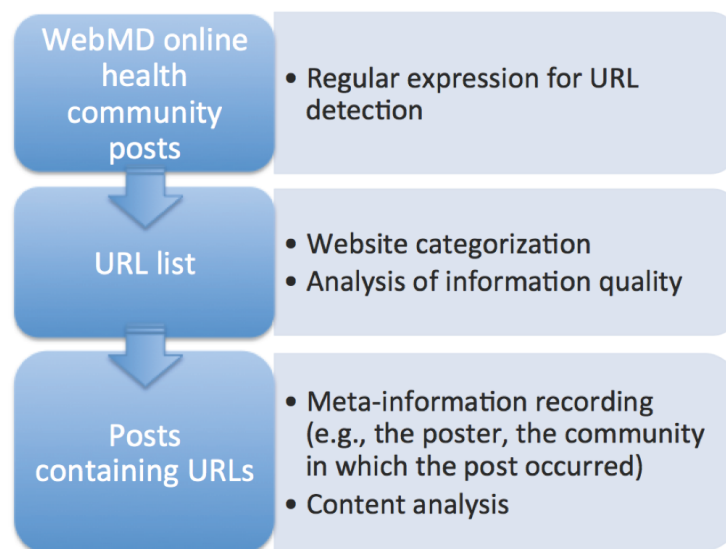 WebMD online
health
community
posts
• Regular expression for URL
detection
URL list
• Website categorization
• Analysis of information quality
Posts
containing URLs
• Meta-information recording
(e.g., the poster, the community
in which the post occurred)
• Content analysis